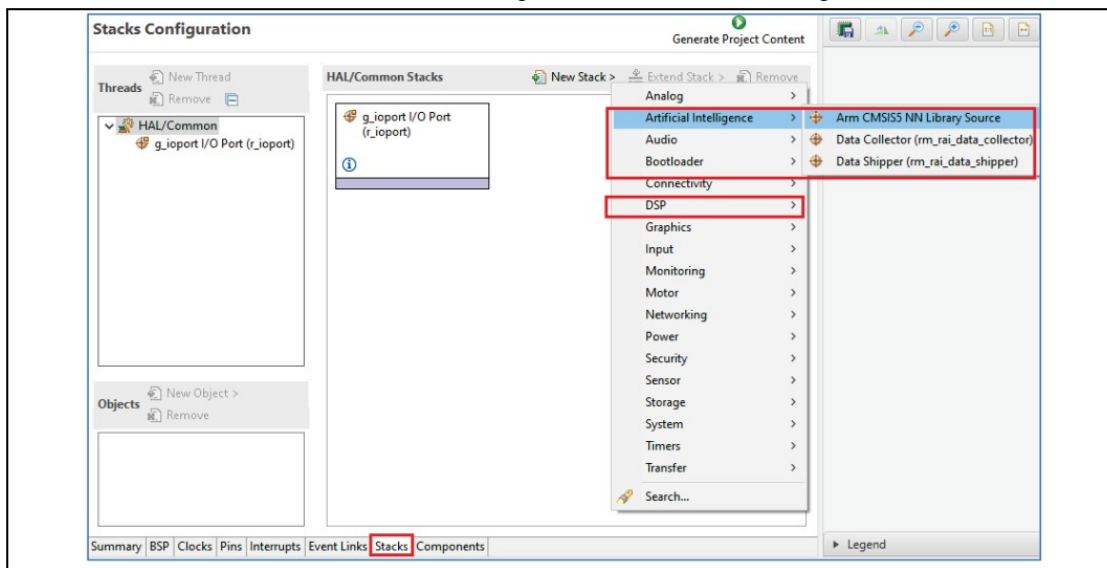 Stacks Configuration
Generate Project Content
Threads
New Thread
Remove
HAL/Common
g_ioport I/O Port (r_ioport)
Objects
New Object >
Remove
HAL/Common Stacks
New Stack >
Extend Stack >
Remove
g_ioport I/O Port
(r_ioport)
Analog
Artificial Intelligence
Audio
Bootloader
Connectivity
DSP
Graphics
Input
Monitoring
Motor
Networking
Power
Security
Sensor
Storage
System
Timers
Transfer
Search...
Arm CMSIS5 NN Library Source
Data Collector (rm_rai_data_collector)
Data Shipper (rm_rai_data_shipper)
Legend
Summary BSP Clocks Pins Interrupts Event Links Stacks Components